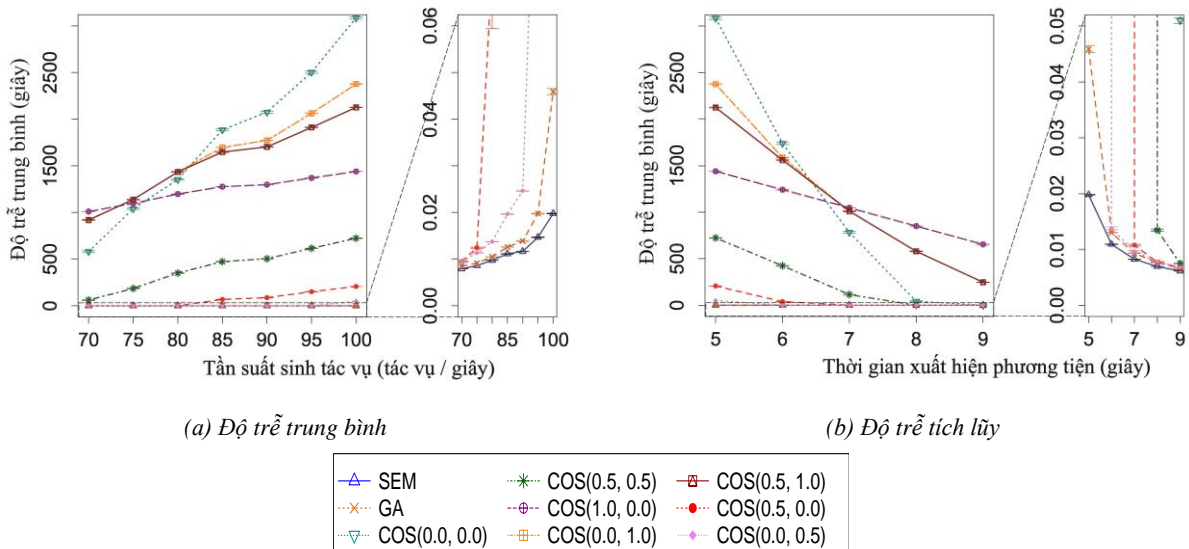 Độ trễ trung bình (giây)
2500
1500
500
0
70 75 80 85 90 95 100
Tần suất sinh tác vụ (tác vụ / giây)
0.06
0.04
0.02
0.00
70 85 100
(a) Độ trễ trung bình
Độ trễ trung bình (giây)
2500
1500
500
0
5 6 7 8 9
Thời gian xuất hiện phương tiện (giây)
0.05
0.04
0.03
0.02
0.01
0.00
5 7 9
(b) Độ trễ tích lũy
SEM COS(0.5, 0.5) COS(0.5, 1.0)
GA COS(1.0, 0.0) COS(0.5, 0.0)
COS(0.0, 0.0) COS(0.0, 1.0) COS(0.0, 0.5)